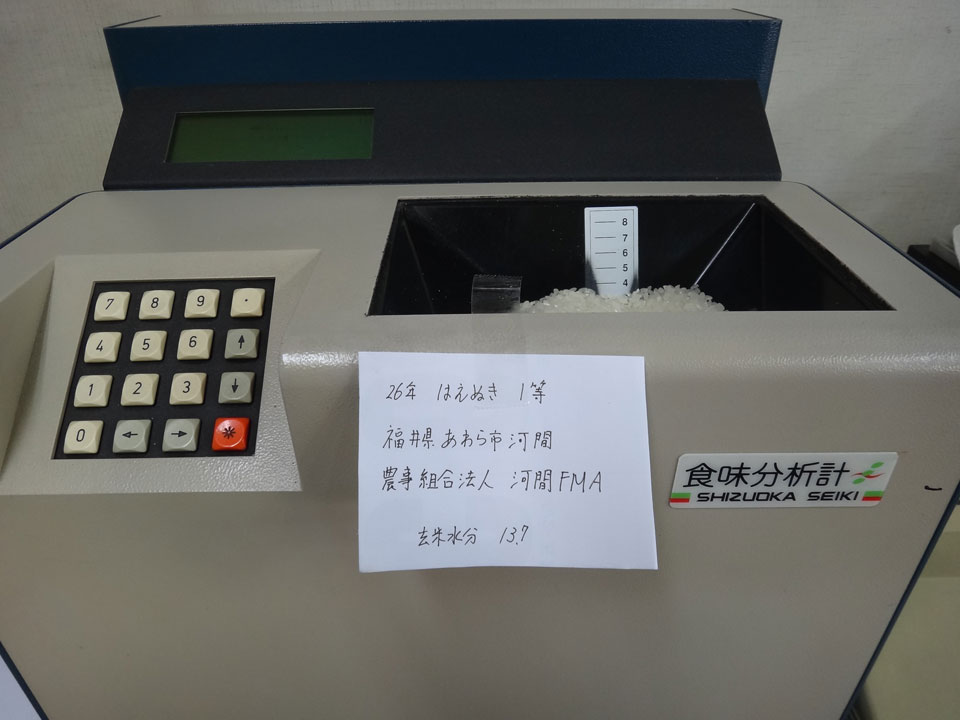 8
7
6
5
4
7 8 9 ・
4 5 6 ↑
1 2 3 ↓
0 ← → *
26年 はえぬき 1等
福井県あわら市河間
農事組合法人 河間FMA
玄米水分 13.7
食味分析計
SHIZUOKA SEIKI